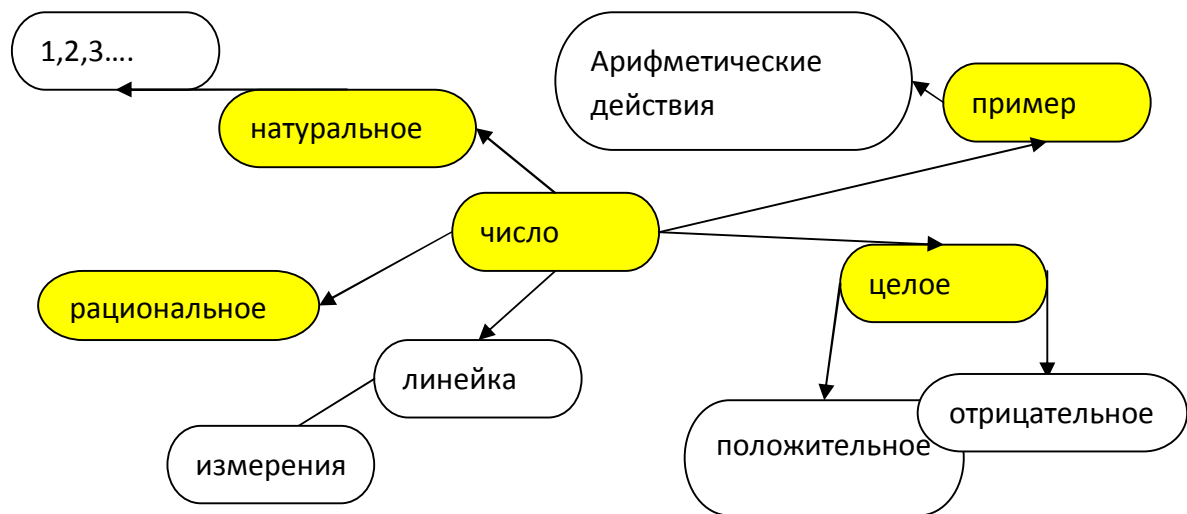 1,2,3....
Арифметические
действия
пример
натуральное
число
целое
рациональное
линейка
отрицательное
положительное
измерения